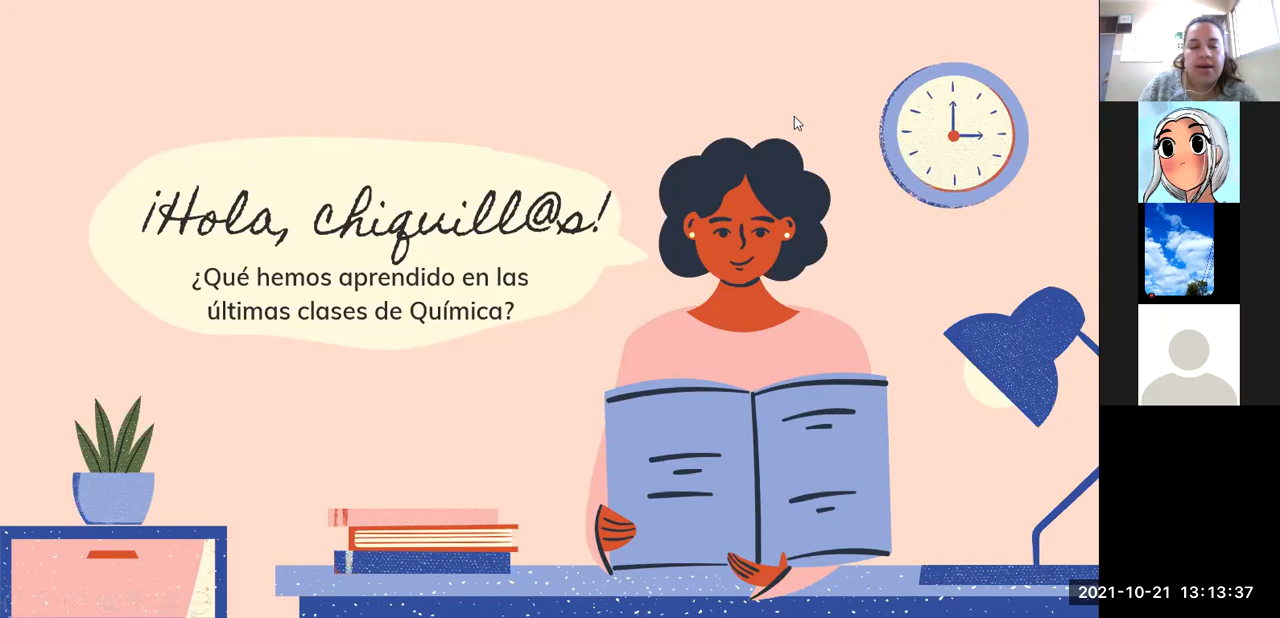 ¡Hola, chiquill@s!
¿Qué hemos aprendido en las
últimas clases de Química?
2021-10-21 13:13:37